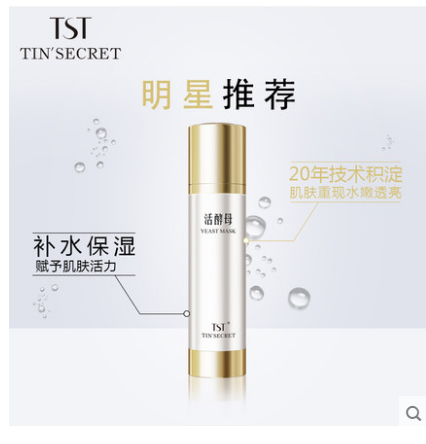 TST
TIN'SECRET
明星推荐
20年技术积淀
肌肤重现水嫩透亮
活酵母
YEAST MASK
补水保湿
赋予肌肤活力
TST
TIN'SECRET